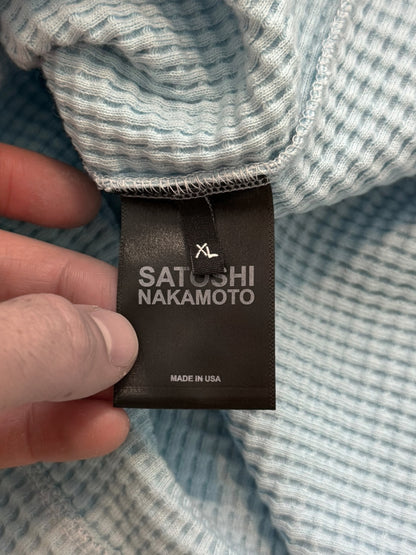 XL
SATOSHI
NAKAMOTO
MADE IN USA